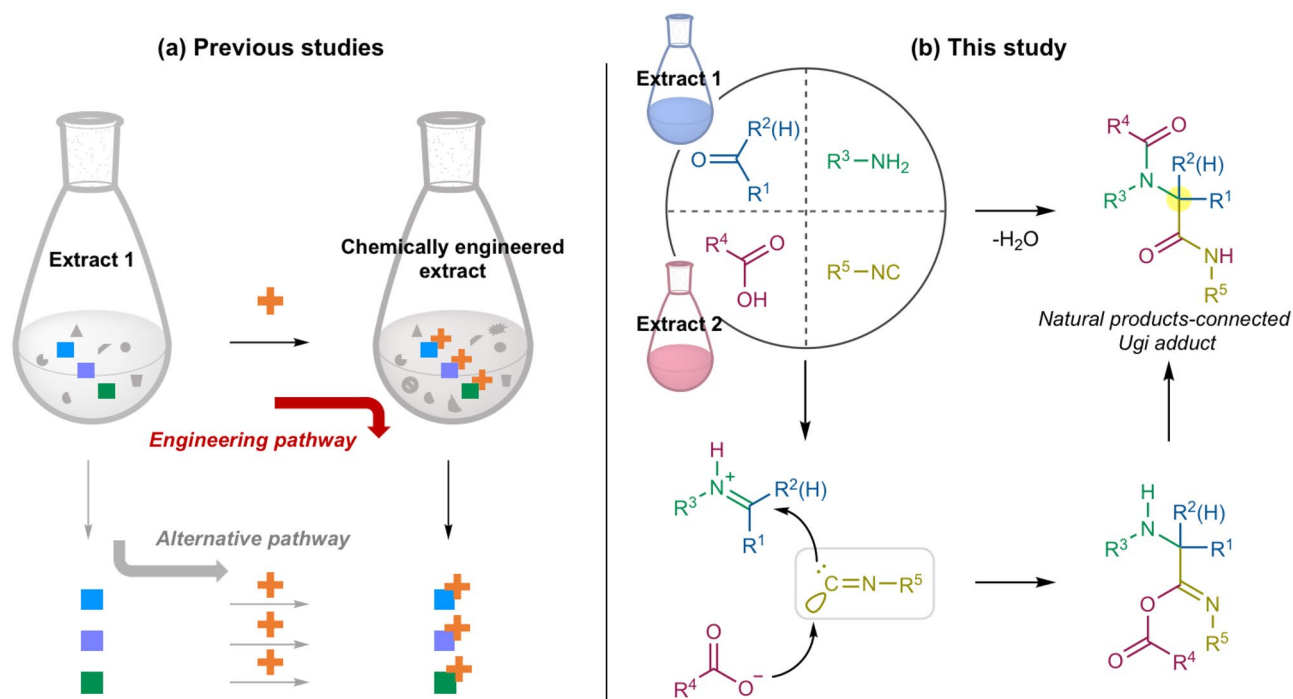 (a) Previous studies
Extract 1
Chemically engineered
extract
Engineering pathway
Alternative pathway
(b) This study
Extract 1
R²(H)
O
R¹
R³ NH₂
R⁴
O
OH
R⁵ NC
Extract 2
-H₂O
R⁴
O
R²(H)
N
R³
R¹
O
NH
R⁵
Natural products-connected
Ugi adduct
H
N+
R²(H)
R³
R¹
C N R⁵
O
R⁴
O−
H
R²(H)
N
R³
R¹
O
N
R⁵
O
R⁴